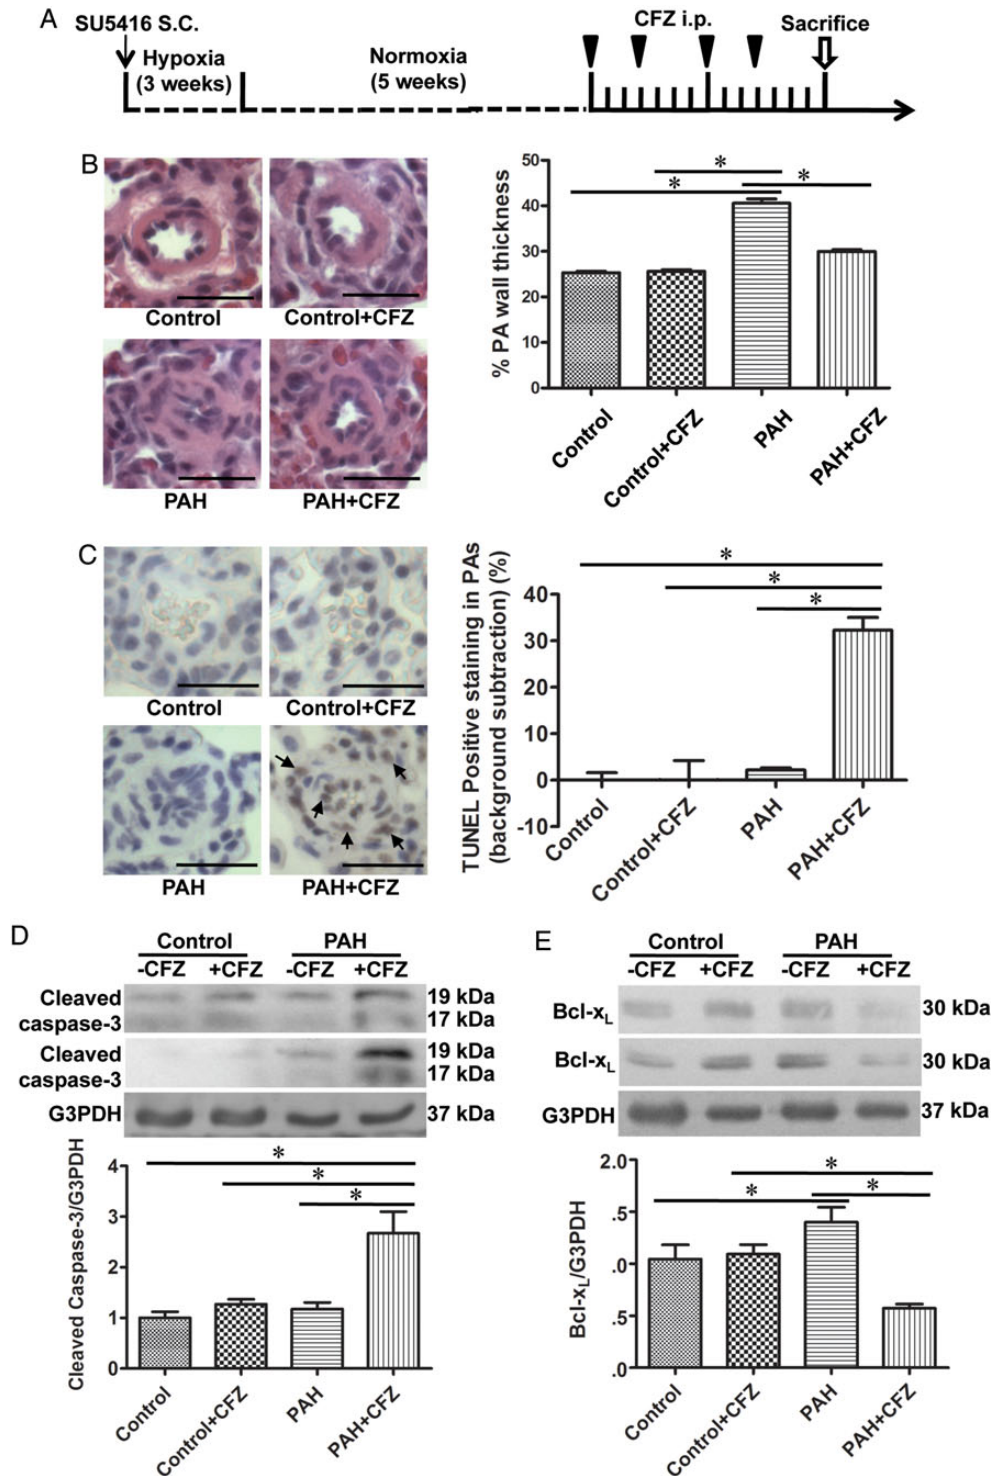 A
SU5416 S.C.
Hypoxia
(3 weeks)
Normoxia
(5 weeks)
CFZ i.p.
Sacrifice
B
Control
Control+CFZ
PAH
PAH+CFZ
% PA wall thickness
50
40
30
20
10
0
*
*
*
Control
Control+CFZ
PAH
PAH+CFZ
C
Control
Control+CFZ
PAH
PAH+CFZ
TUNEL Positive staining in PAs
(background subtraction) (%)
40
30
20
10
0
-10
*
*
*
Control
Control+CFZ
PAH
PAH+CFZ
D
Control PAH
-CFZ +CFZ -CFZ +CFZ
Cleaved 19 kDa
caspase-3 17 kDa
Cleaved 19 kDa
caspase-3 17 kDa
G3PDH 37 kDa
Cleaved Caspase-3/G3PDH
4
3
2
1
0
*
*
*
Control
Control+CFZ
PAH
PAH+CFZ
E
Control PAH
-CFZ +CFZ -CFZ +CFZ
Bcl-xL 30 kDa
Bcl-xL 30 kDa
G3PDH 37 kDa
Bcl-xL/G3PDH
2.0
.5
.0
.5
.0
*
*
*
Control
Control+CFZ
PAH
PAH+CFZ